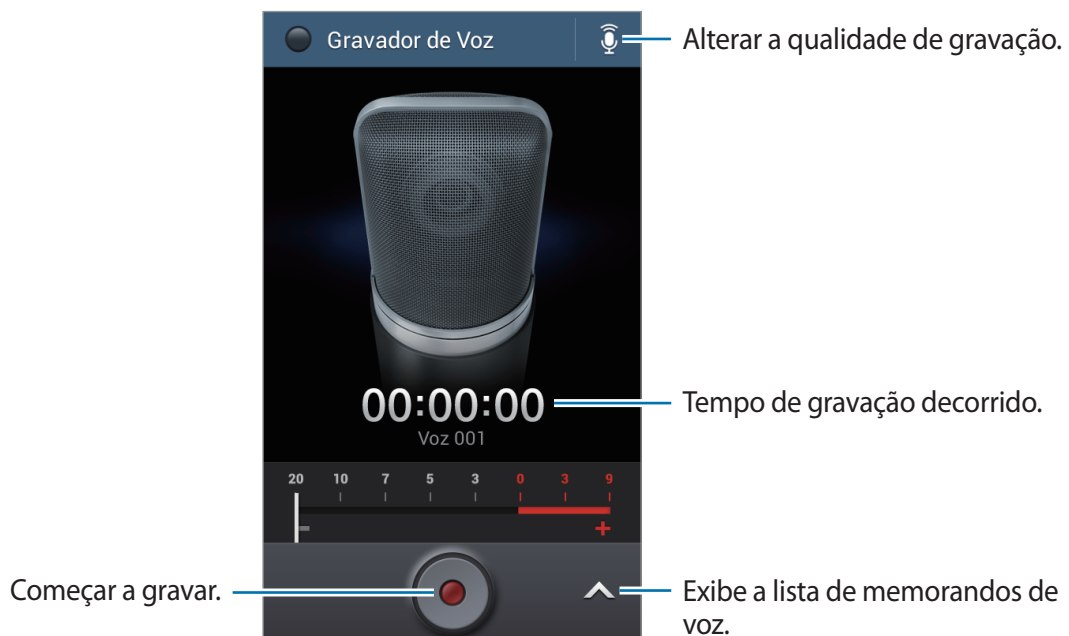 Gravador de Voz
Alterar a qualidade de gravação.
00:00:00
Tempo de gravação decorrido.
Voz 001
20 10 7 5 3 0 3 9
- +
Começar a gravar.
Exibe a lista de memorandos de
voz.